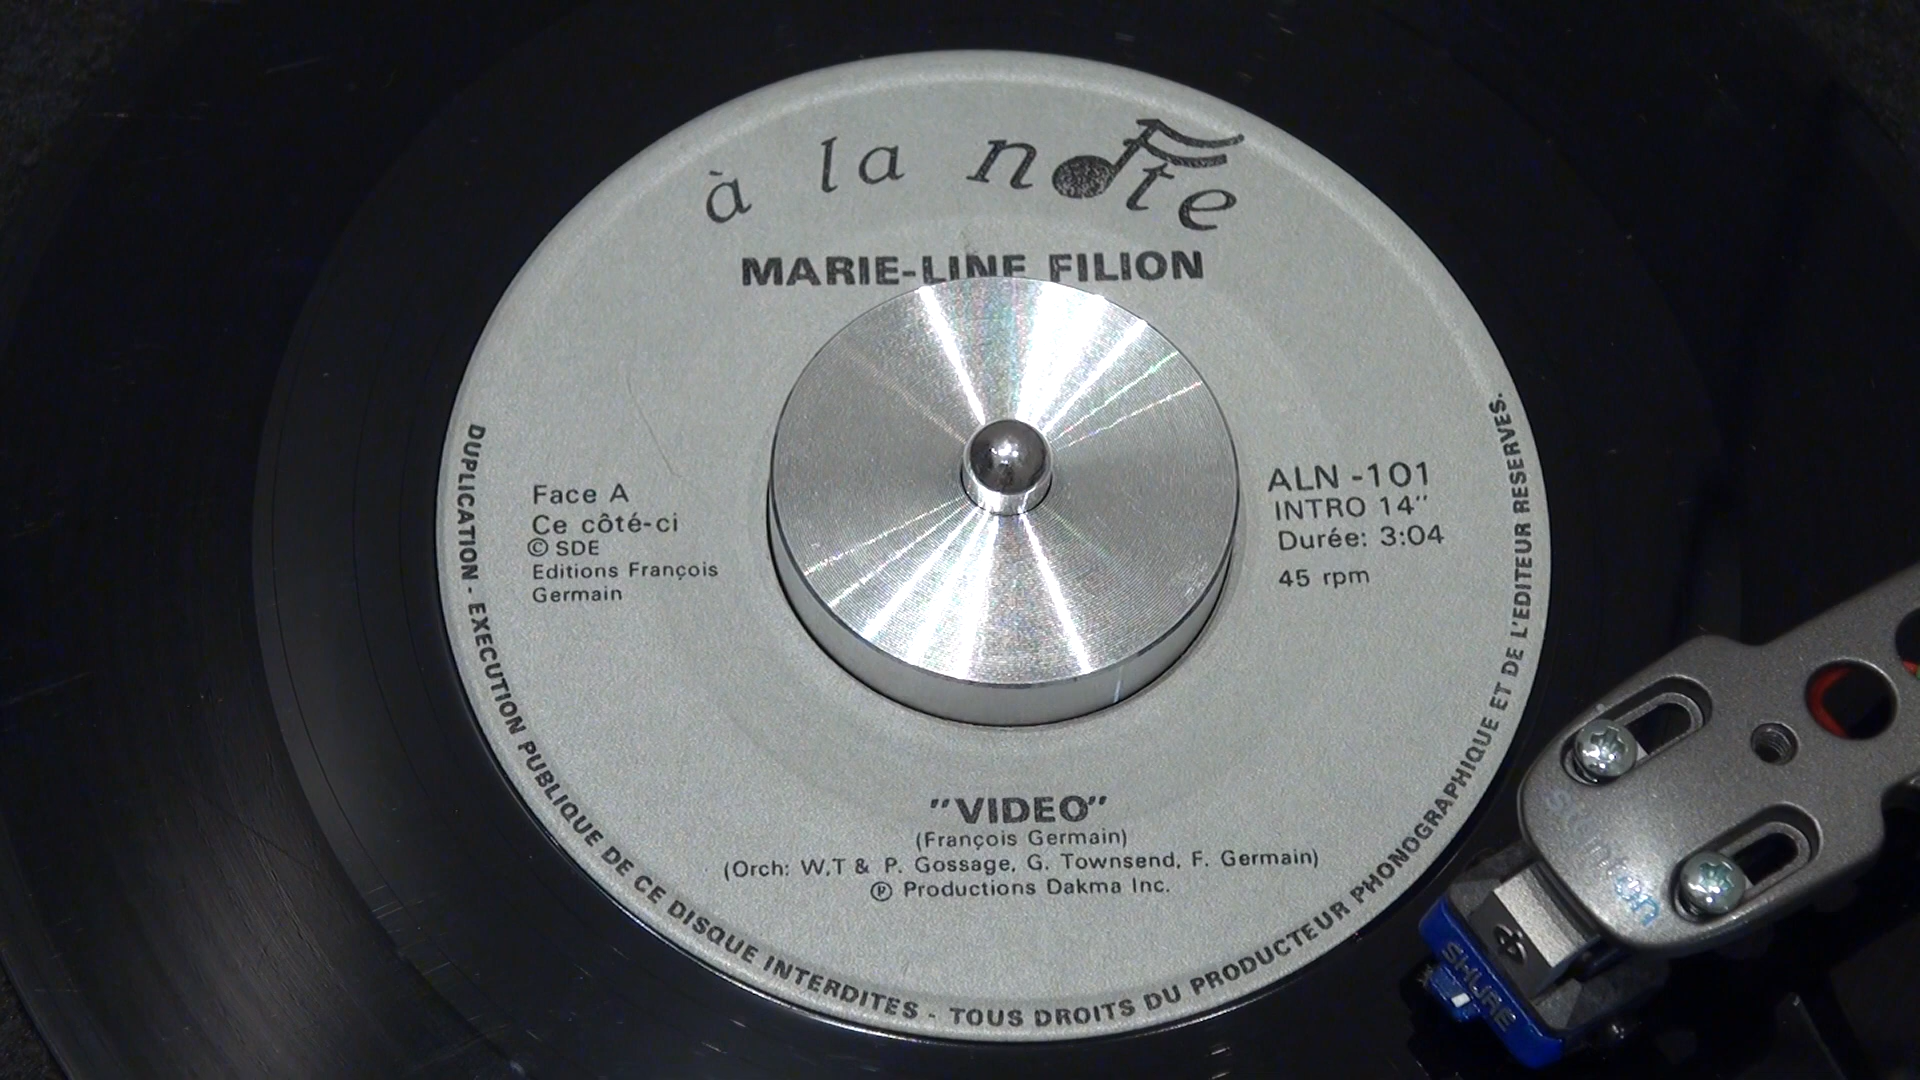 à la note
MARIE-LINE FILION
Face A
Ce côté-ci
© SDE
Editions François
Germain
ALN -101
INTRO 14"
Durée: 3:04
45 rpm
"VIDEO"
(François Germain)
(Orch: W.T & P. Gossage, G. Townsend, F. Germain)
℗ Productions Dakma Inc.
DUPLICATION - EXECUTION PUBLIQUE DE CE DISQUE INTERDITES - TOUS DROITS DU PRODUCTEUR PHONOGRAPHIQUE ET DE L'EDITEUR RESERVES.
SHURE